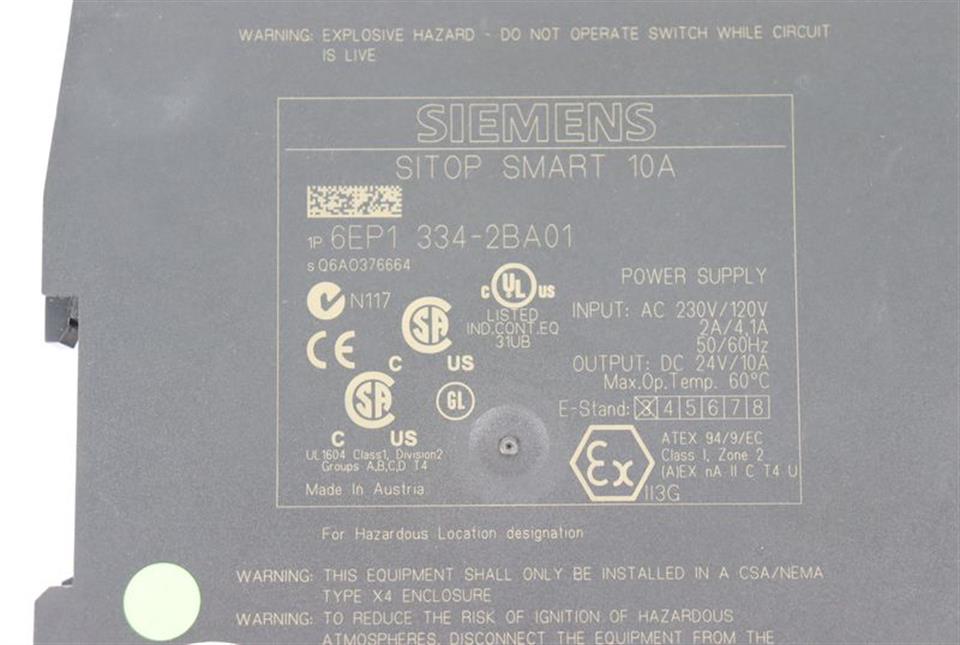 WARNING: EXPLOSIVE HAZARD - DO NOT OPERATE SWITCH WHILE CIRCUIT
IS LIVE
SIEMENS
SITOP SMART 10A
1P 6EP1 334-2BA01
S Q6A0376664
N117
CE
C UL US
LISTED
IND.CONT.EQ
31UB
SA
C US
SA
C US
GL
UL1604 Class1, Division2
Groups A,B,C,D T4
Made In Austria
POWER SUPPLY
INPUT: AC 230V/120V
2A/4,1A
50/60Hz
OUTPUT: DC 24V/10A
Max.Op.Temp. 60°C
E-Stand: 3 4 5 6 7 8
Ex
ATEX 94/9/EC
Class I, Zone 2
(A)EX nA II C T4 U
II3G
For Hazardous Location designation
WARNING: THIS EQUIPMENT SHALL ONLY BE INSTALLED IN A CSA/NEMA
TYPE X4 ENCLOSURE
WARNING: TO REDUCE THE RISK OF IGNITION OF HAZARDOUS
ATMOSPHERES, DISCONNECT THE EQUIPMENT FROM THE